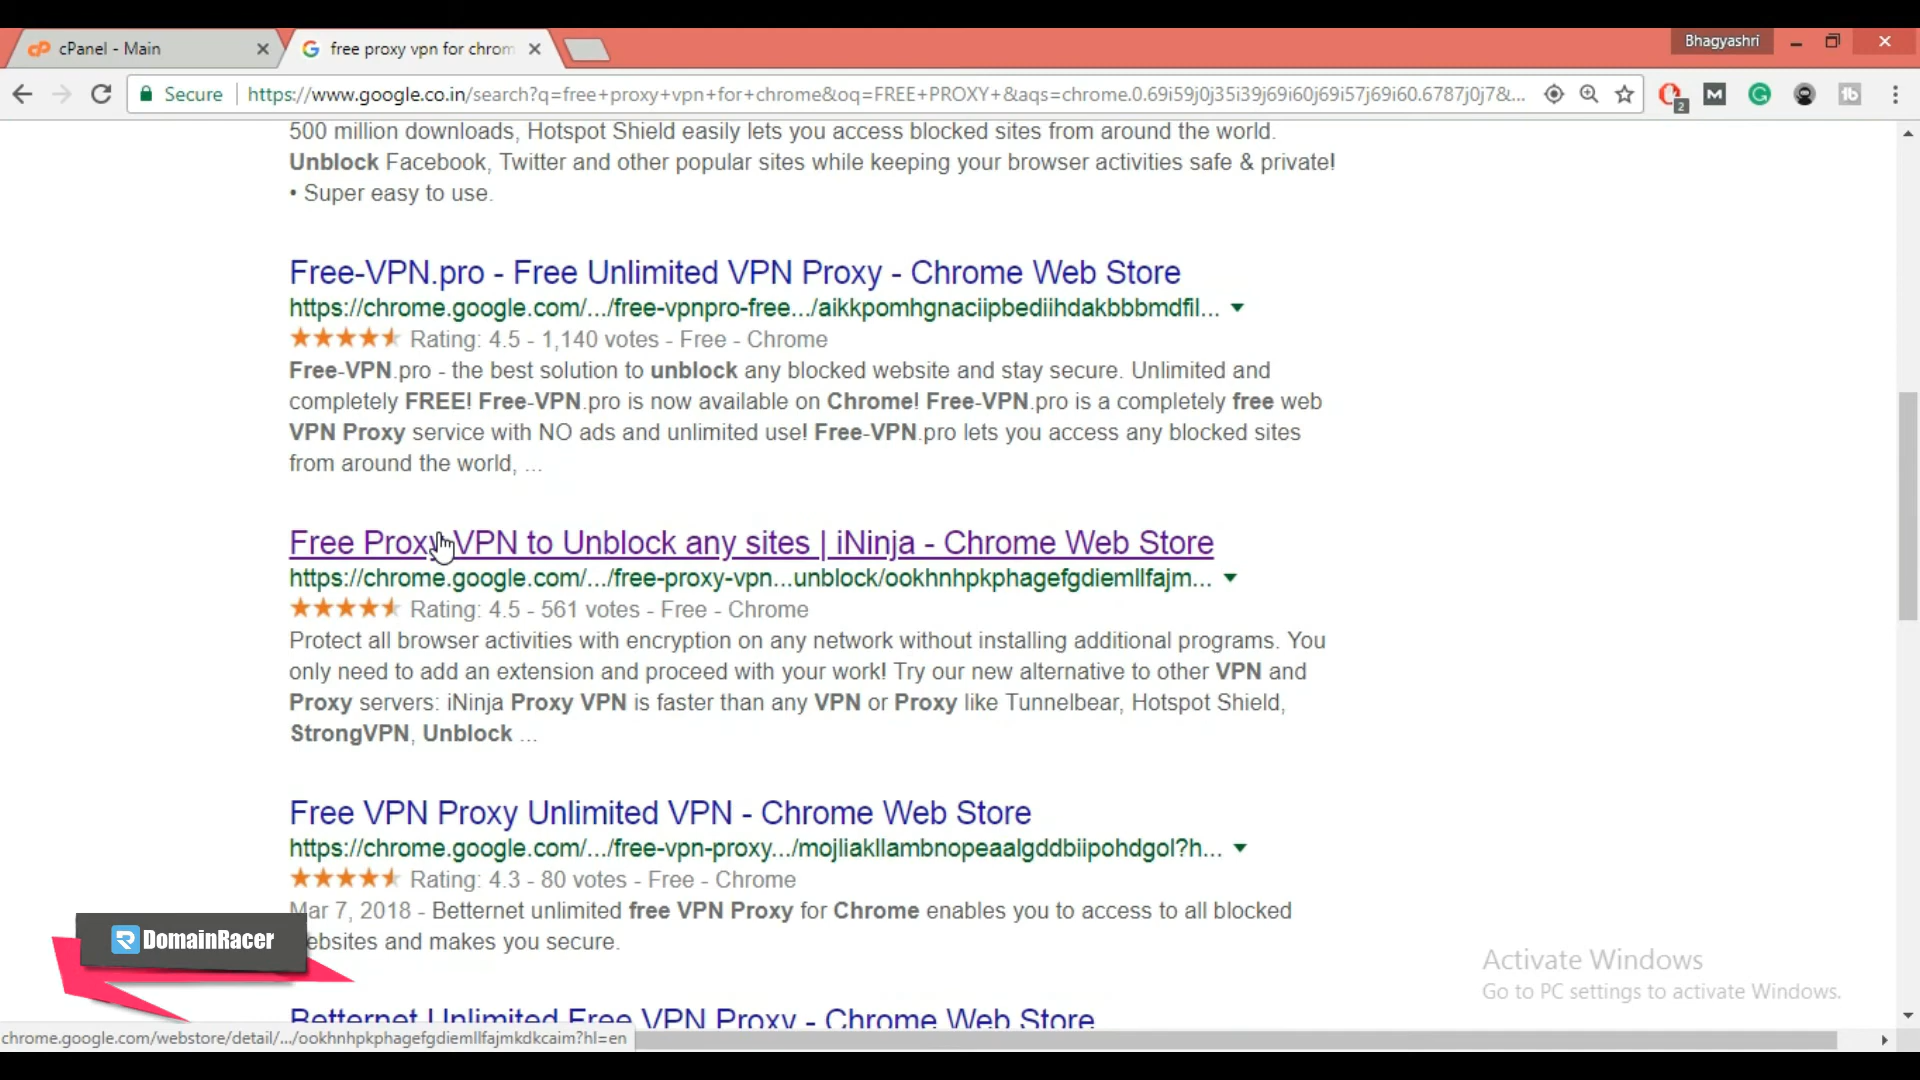 cPanel - Main
free proxy vpn for chrom
Bhagyashri
Secure
https://www.google.co.in/search?q=free+proxy+vpn+for+chrome&oq=FREE+PROXY+&aqs=chrome.0.69i59j0j35i39j69i60j69i57j69i60.6787j0j7&...
2
500 million downloads, Hotspot Shield easily lets you access blocked sites from around the world.
Unblock Facebook, Twitter and other popular sites while keeping your browser activities safe & private!
• Super easy to use.
Free-VPN.pro - Free Unlimited VPN Proxy - Chrome Web Store
https://chrome.google.com/.../free-vpnpro-free.../aikkpomhgnaciipbediihdakbbbmdfil...
Rating: 4.5 - 1,140 votes - Free - Chrome
Free-VPN.pro - the best solution to unblock any blocked website and stay secure. Unlimited and
completely FREE! Free-VPN.pro is now available on Chrome! Free-VPN.pro is a completely free web
VPN Proxy service with NO ads and unlimited use! Free-VPN.pro lets you access any blocked sites
from around the world, ...
Free Proxy VPN to Unblock any sites | iNinja - Chrome Web Store
https://chrome.google.com/.../free-proxy-vpn...unblock/ookhnhpkphagefgdiemllfajm...
Rating: 4.5 - 561 votes - Free - Chrome
Protect all browser activities with encryption on any network without installing additional programs. You
only need to add an extension and proceed with your work! Try our new alternative to other VPN and
Proxy servers: iNinja Proxy VPN is faster than any VPN or Proxy like Tunnelbear, Hotspot Shield,
StrongVPN, Unblock ...
Free VPN Proxy Unlimited VPN - Chrome Web Store
https://chrome.google.com/.../free-vpn-proxy.../mojliakllambnopeaalgddbiipohdgol?h...
Rating: 4.3 - 80 votes - Free - Chrome
Mar 7, 2018 - Betternet unlimited free VPN Proxy for Chrome enables you to access to all blocked
ebsites and makes you secure.
DomainRacer
Activate Windows
Go to PC settings to activate Windows.
Betternet Unlimited Free VPN Proxy - Chrome Web Store
chrome.google.com/webstore/detail/.../ookhnhpkphagefgdiemllfajmkdkcaim?hl=en